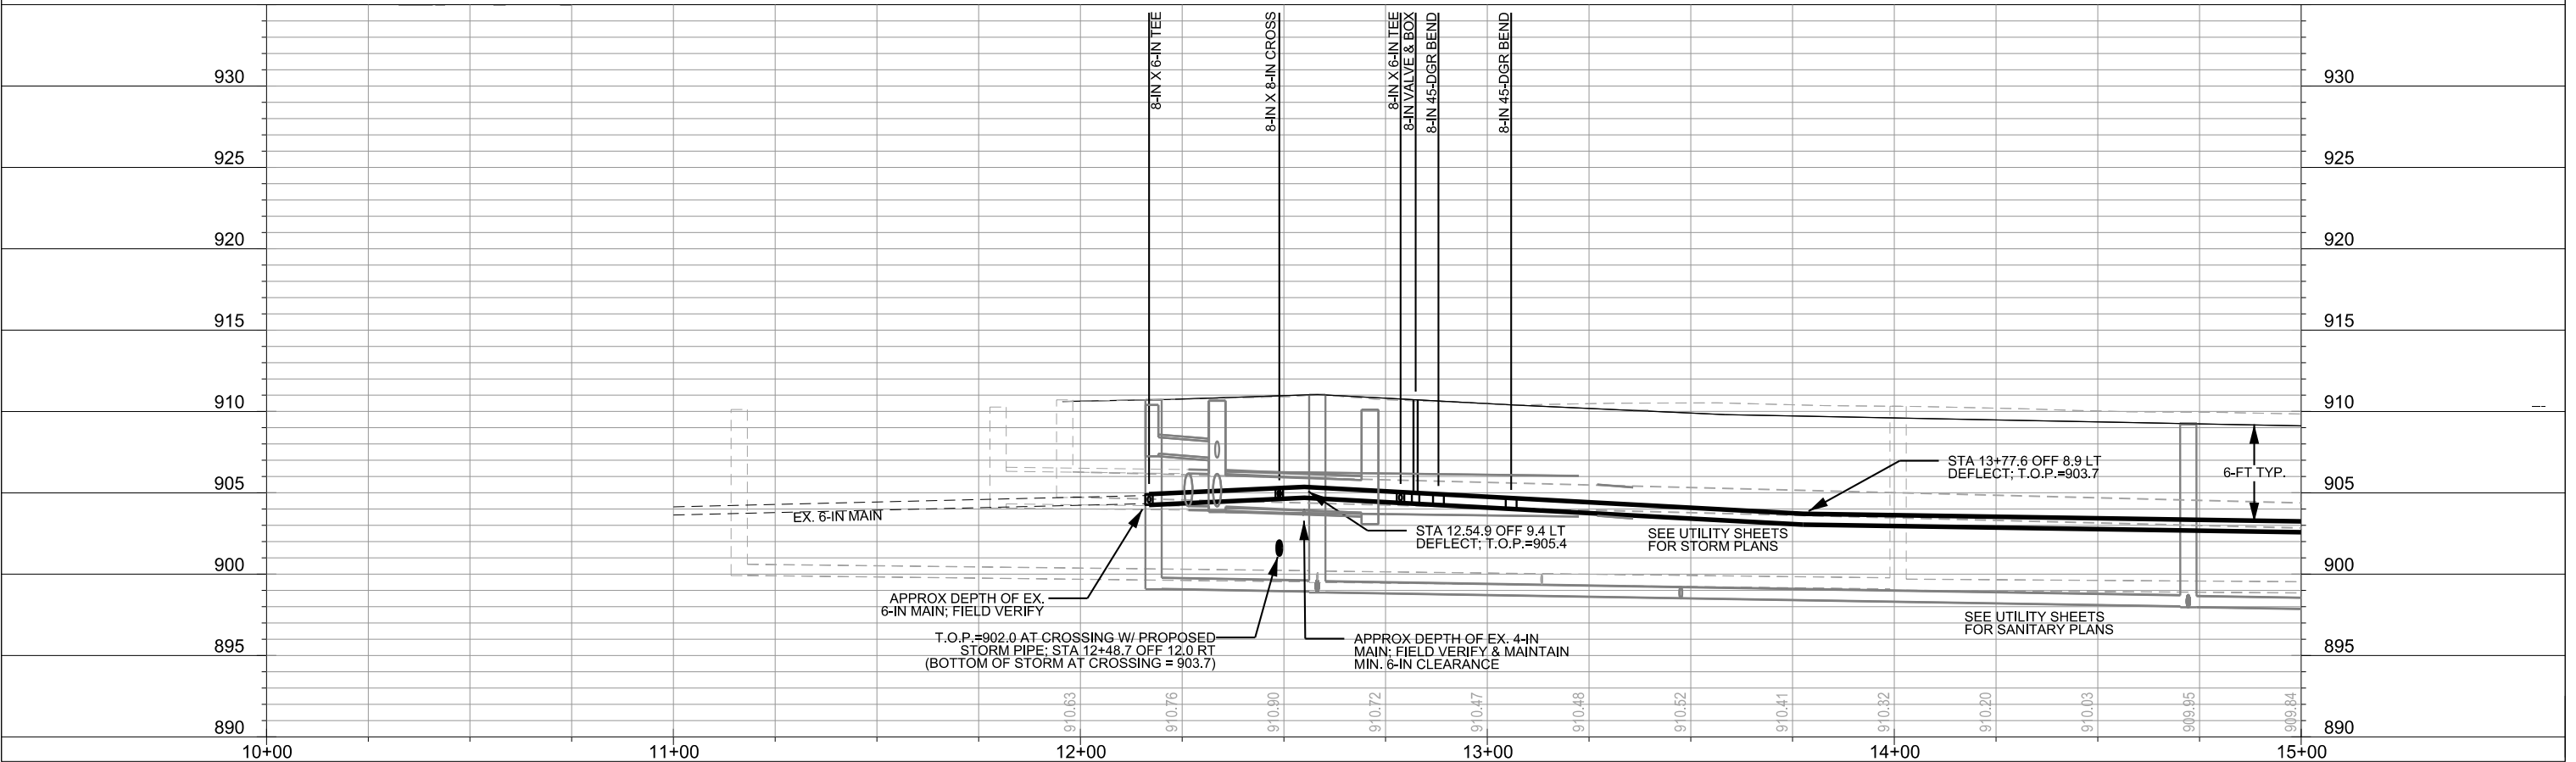 8-IN X 6-IN TEE
8-IN X 8-IN CROSS
8-IN X 6-IN TEE
8-IN VALVE & BOX
8-IN 45-DGR BEND
8-IN 45-DGR BEND
930
930
925
925
920
920
915
915
910
910
905
905
900
900
895
895
890
890
EX. 6-IN MAIN
STA 13+77.6 OFF 8.9 LT
DEFLECT; T.O.P.=903.7
6-FT TYP.
STA 12.54.9 OFF 9.4 LT
DEFLECT; T.O.P.=905.4
SEE UTILITY SHEETS
FOR STORM PLANS
APPROX DEPTH OF EX.
6-IN MAIN; FIELD VERIFY
SEE UTILITY SHEETS
FOR SANITARY PLANS
T.O.P.=902.0 AT CROSSING W/ PROPOSED
STORM PIPE; STA 12+48.7 OFF 12.0 RT
(BOTTOM OF STORM AT CROSSING = 903.7)
APPROX DEPTH OF EX. 4-IN
MAIN; FIELD VERIFY & MAINTAIN
MIN. 6-IN CLEARANCE
910.63
910.76
910.90
910.72
910.47
910.48
910.52
910.41
910.32
910.20
910.03
909.95
909.84
10+00
11+00
12+00
13+00
14+00
15+00